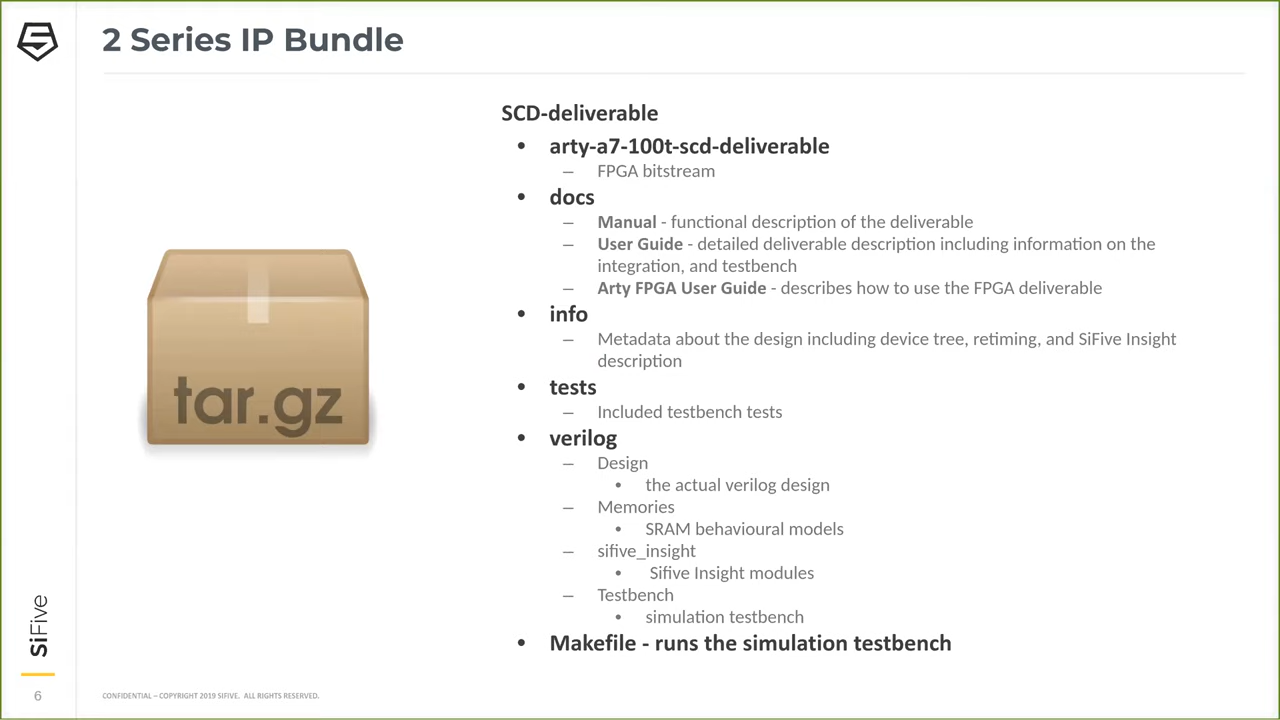 2 Series IP Bundle
SCD-deliverable
• arty-a7-100t-scd-deliverable
– FPGA bitstream
• docs
– Manual - functional description of the deliverable
– User Guide - detailed deliverable description including information on the
integration, and testbench
– Arty FPGA User Guide - describes how to use the FPGA deliverable
• info
– Metadata about the design including device tree, retiming, and SiFive Insight
description
• tests
– Included testbench tests
• verilog
– Design
• the actual verilog design
– Memories
• SRAM behavioural models
– sifive_insight
• Sifive Insight modules
– Testbench
• simulation testbench
• Makefile - runs the simulation testbench
tar.gz
SiFive
6
CONFIDENTIAL – COPYRIGHT 2019 SIFIVE. ALL RIGHTS RESERVED.